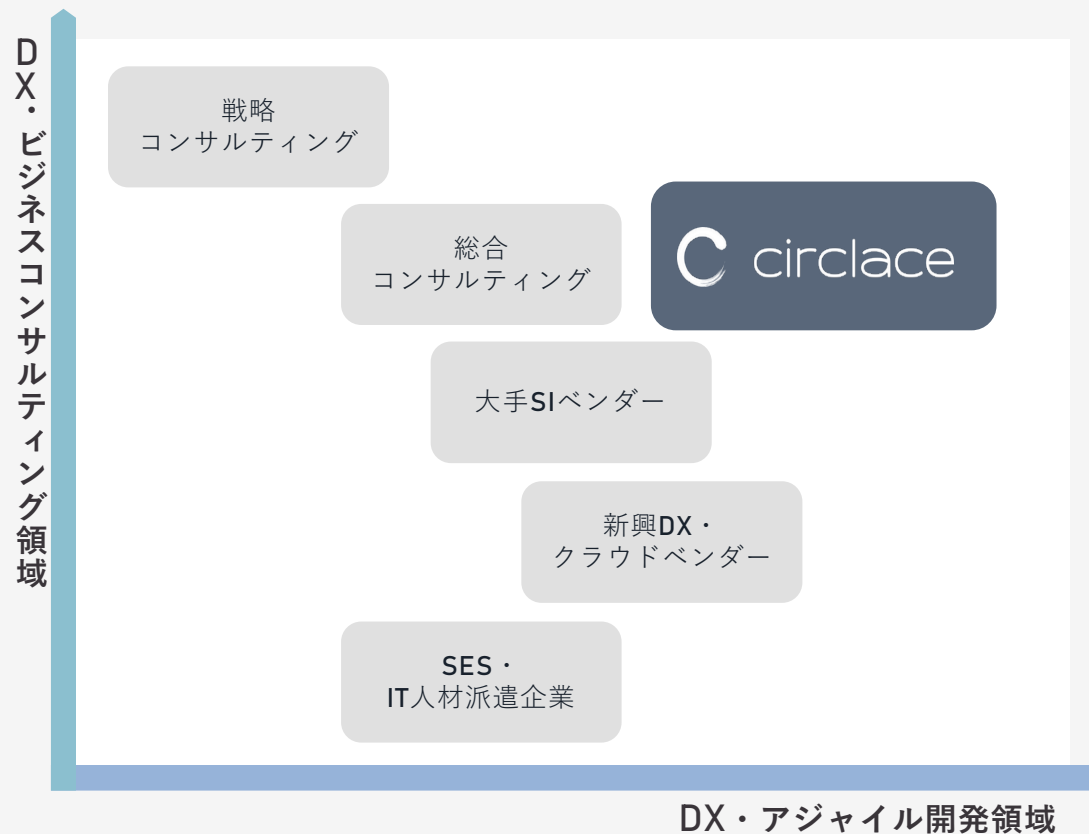 DX・ビジネスコンサルティング領域
戦略
コンサルティング
総合
コンサルティング
circlace
大手SIベンダー
新興DX・
クラウドベンダー
SES・
IT人材派遣企業
DX・アジャイル開発領域